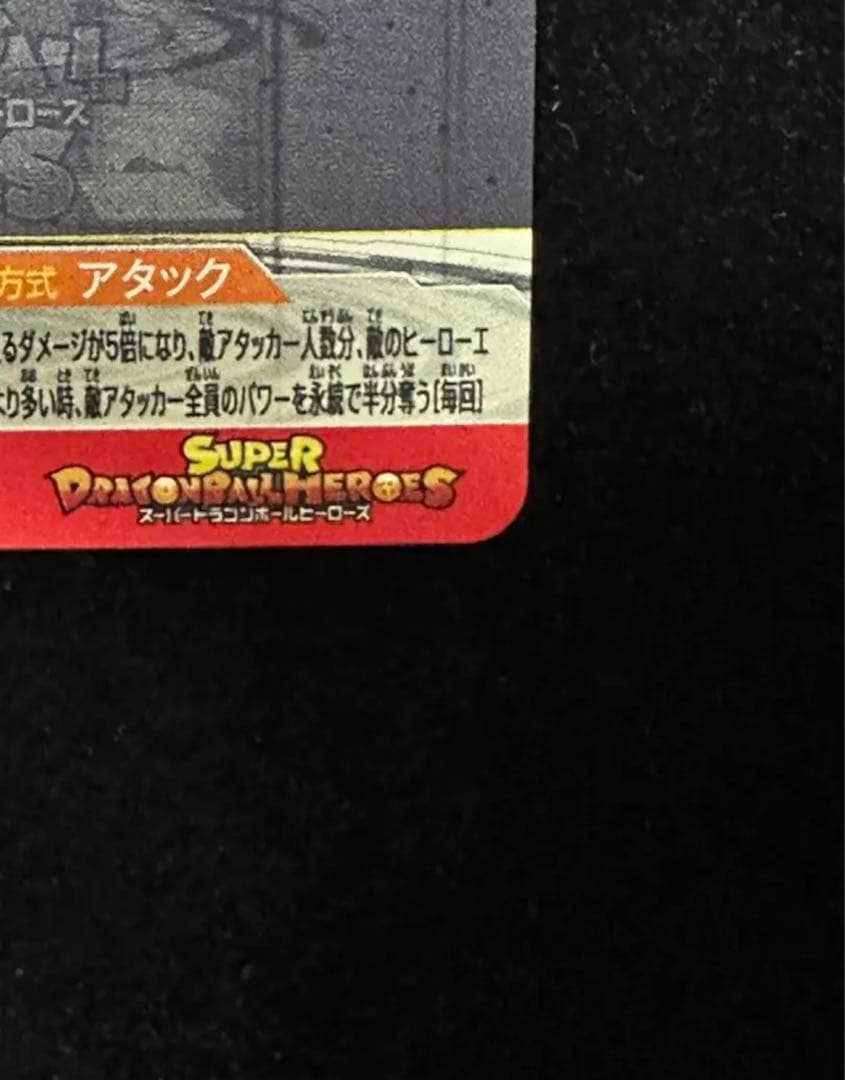 ーローズ
S
方式 アタック
るダメージが5倍になり、敵アタッカー人数分、敵のヒーローエ
より多い時、敵アタッカー全員のパワーを永続で半分奪う[毎回]
SUPER
DRAGONBALL HEROES
スーパードラゴンボールヒーローズ